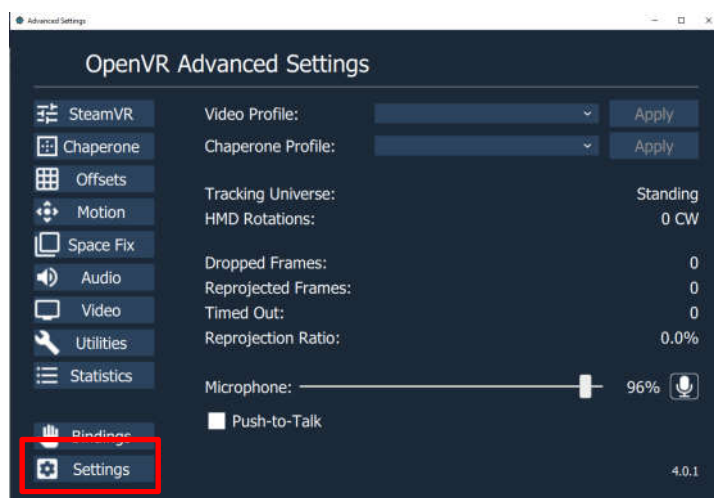 Advanced Settings
OpenVR Advanced Settings
SteamVR
Video Profile:
Apply
Chaperone
Chaperone Profile:
Apply
Offsets
Tracking Universe:
Standing
Motion
HMD Rotations:
0 CW
Space Fix
Dropped Frames:
0
Audio
Reprojected Frames:
0
Video
Timed Out:
0
Utilities
Reprojection Ratio:
0.0%
Statistics
Microphone:
96%
Push-to-Talk
Bindings
Settings
4.0.1